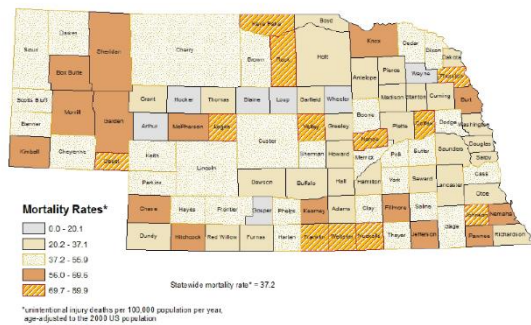 Keya Paha Boyd
Sioux Dawes Sheridan Cherry Brown Rock Holt Knox Cedar Dixon Dakota
Box Butte Antelope Pierce Wayne Thurston
Scotts Bluff Morrill Garden Grant Hooker Thomas Blaine Loop Garfield Wheeler Madison Stanton Cuming Burt
Banner Boone
Arthur McPherson Logan Valley Greeley Nance Platte Colfax Dodge Washington
Kimball Cheyenne Deuel Keith Lincoln Custer Sherman Howard Merrick Polk Butler Saunders Douglas
Sarpy
Perkins Dawson Buffalo Hall Hamilton York Seward Lancaster Cass
Otoe
Chase Hayes Frontier Gosper Phelps Kearney Adams Clay Fillmore Saline Johnson Nemaha
Dundy Hitchcock Red Willow Furnas Harlan Franklin Webster Nuckolls Thayer Jefferson Gage Pawnee Richardson
Mortality Rates*
0.0 - 20.1
20.2 - 37.1
37.2 - 55.9
56.0 - 69.6
69.7 - 89.9
Statewide mortality rate* = 37.2
*unintentional injury deaths per 100,000 population per year,
age-adjusted to the 2000 US population